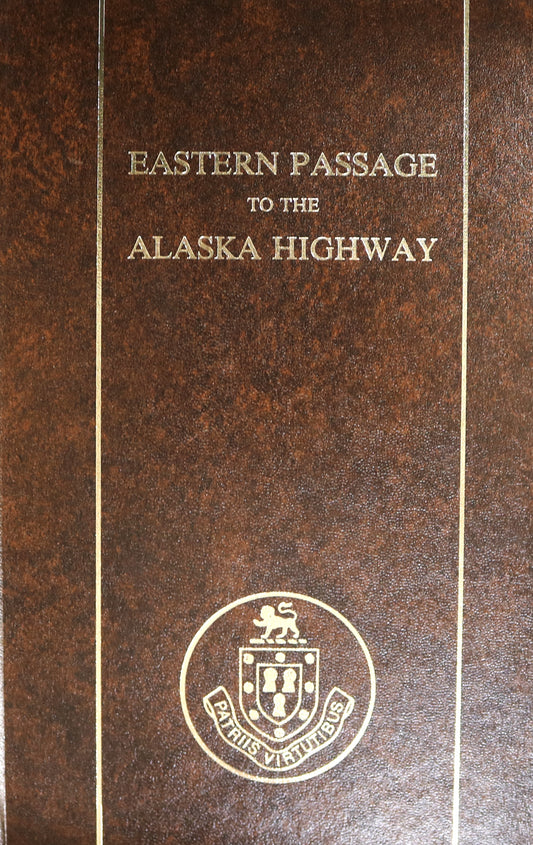 EASTERN PASSAGE
TO THE
ALASKA HIGHWAY
PATRIIS VIRTUTIBUS